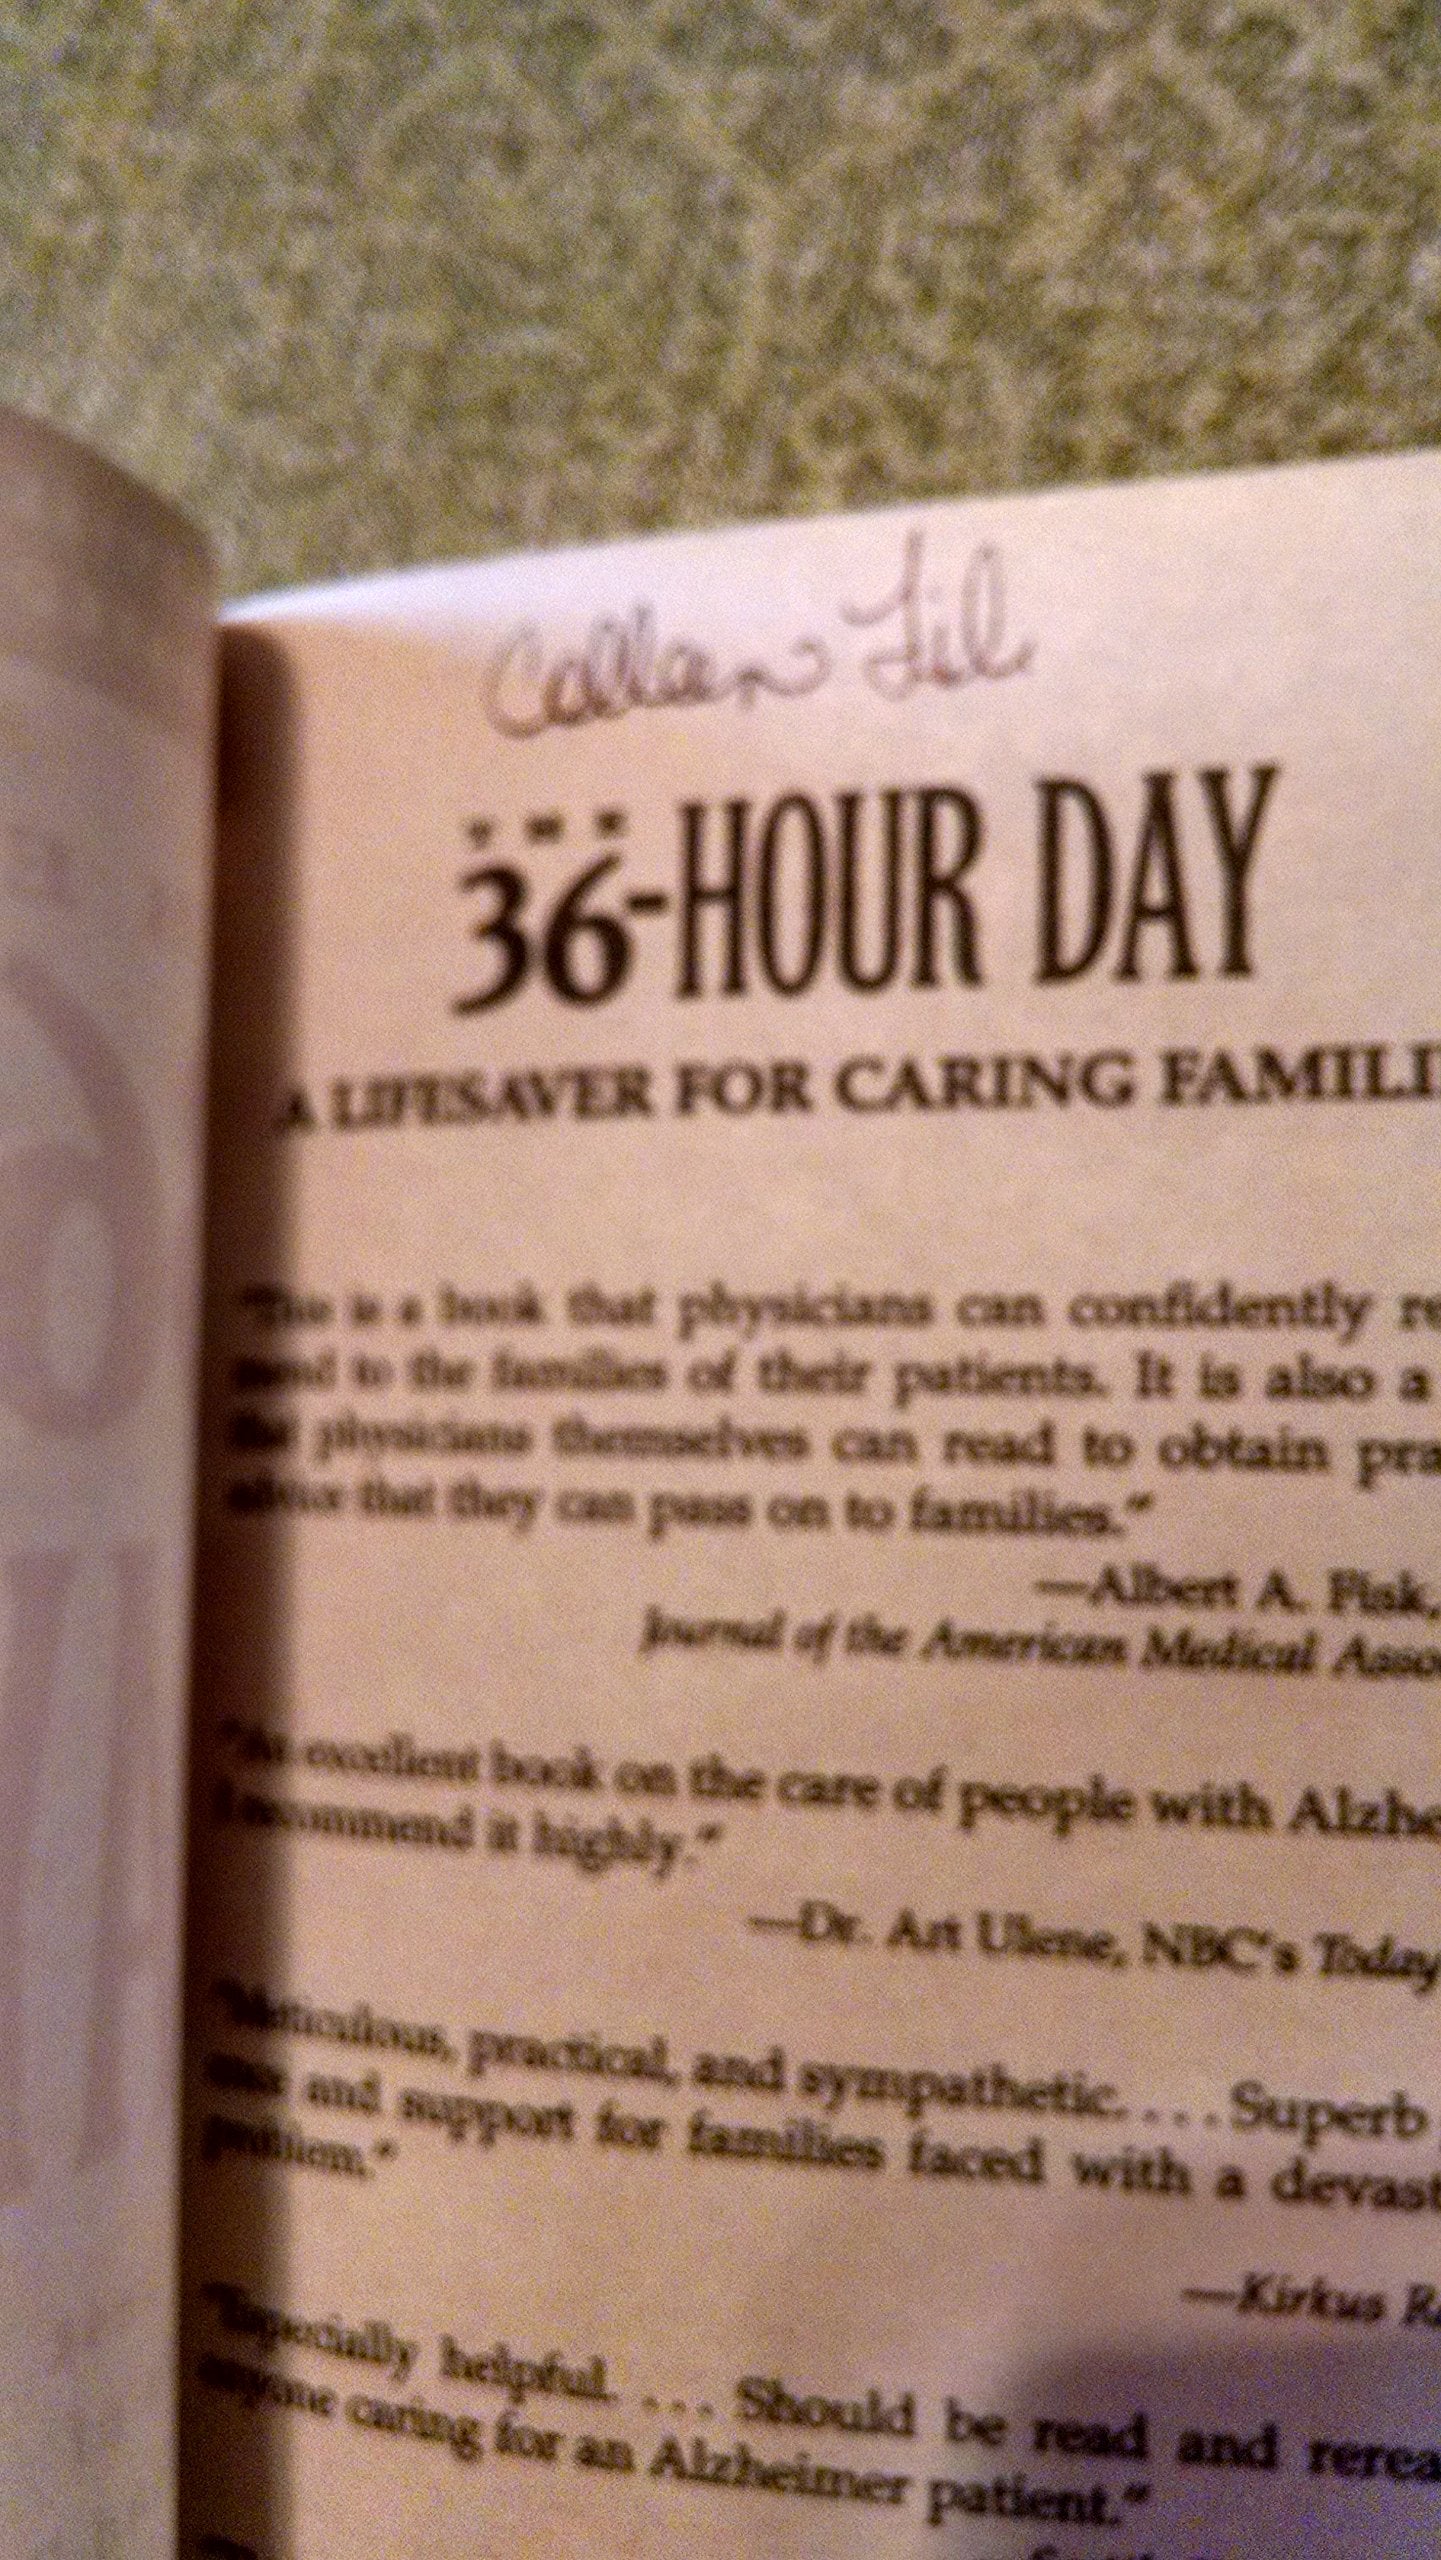 Colleen
THE
36-HOUR DAY
A LIFESAVER FOR CARING FAMILI
"This is a book that physicians can confidently re
mend to the families of their patients. It is also a
that physicians themselves can read to obtain pra
advice that they can pass on to families."
—Albert A. Fisk,
Journal of the American Medical Asso
"An excellent book on the care of people with Alzhe
I recommend it highly."
—Dr. Art Ulene, NBC's Today
"Meticulous, practical, and sympathetic. . . . Superb
and support for families faced with a devast
problem."
—Kirkus Re
"Especially helpful. . . . Should be read and rerea
anyone caring for an Alzheimer patient."